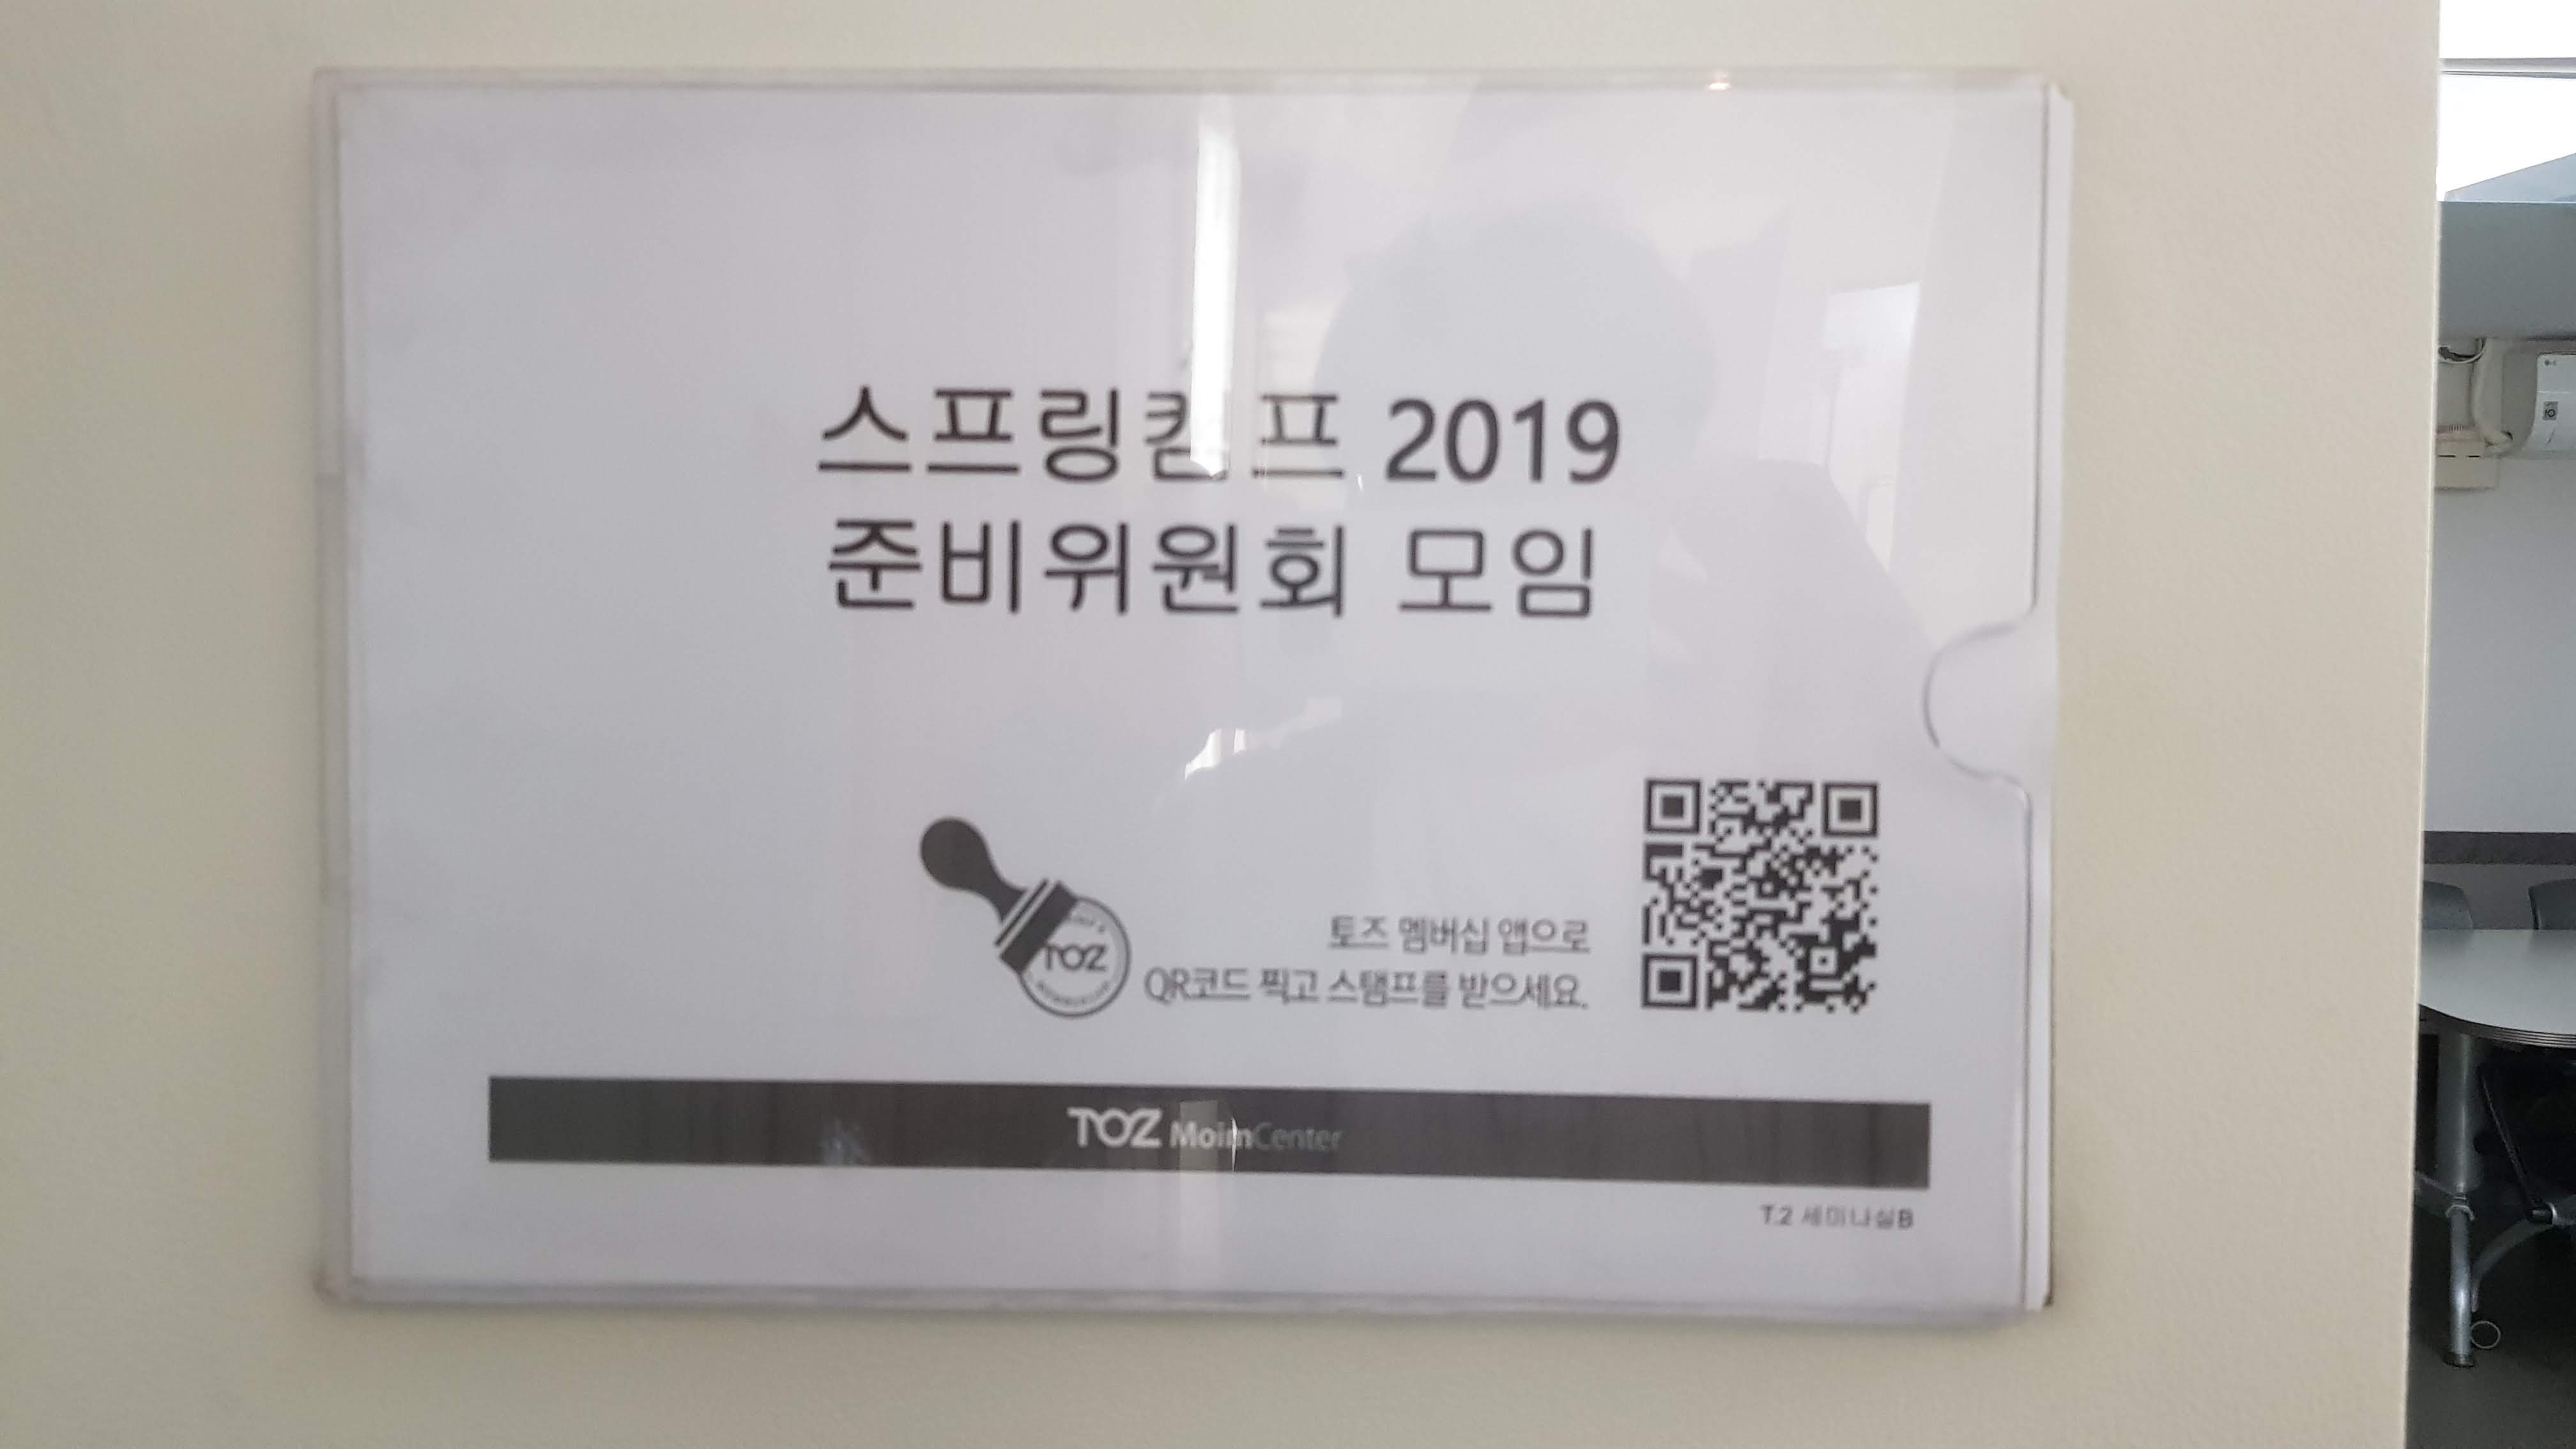 스프링캠프 2019
준비위원회 모임
토즈 멤버십 앱으로
QR코드 찍고 스탬프를 받으세요.
TOZ
TOZ MoimCenter
T.2 세미나실B